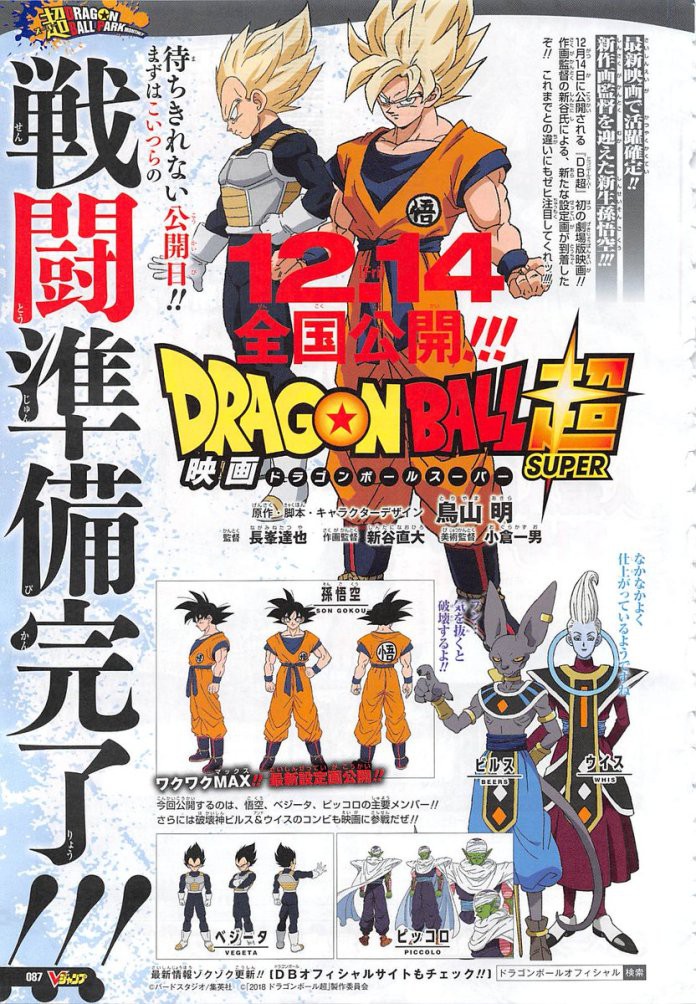 超
DRAGON
BALL PARK
MONTHLY
最新映画で活躍確定!!
新作画監督を迎えた新生孫悟空!!!
12月14日に公開される『DB超』初の劇場版映画!!
作画監督の新谷氏による、新たな設定画が到着した
ぞ!! これまでとの違いにもゼヒ注目してくれッ!!!
待ちきれない公開日!!
まずはこいつらの
戦闘準備完了!!!
12.14
全国公開!!!
DRAGON BALL超
SUPER
映画ドラゴンボールスーパー
原作・脚本・キャラクターデザイン 鳥山 明
監督 長峯達也 作画監督 新谷直大 美術監督 小倉一男
孫悟空
SON GOKOU
ワクワクMAX!! 最新設定画公開!!
なかなかよく
仕上がっているようですね
気を抜くと
破壊するよ!!
ビルス
BEERS
ウイス
WHIS
今回公開するのは、悟空、ベジータ、ピッコロの主要メンバー!!
さらには破壊神ビルス&ウイスのコンビも映画に参戦だぜ!!
ベジータ
VEGETA
ピッコロ
PICCOLO
最新情報ゾクゾク更新!! [DBオフィシャルサイトもチェック!!]
ドラゴンボールオフィシャル 検索
087 Vジャンプ
©バードスタジオ/集英社 ©「2018 ドラゴンボール超」製作委員会